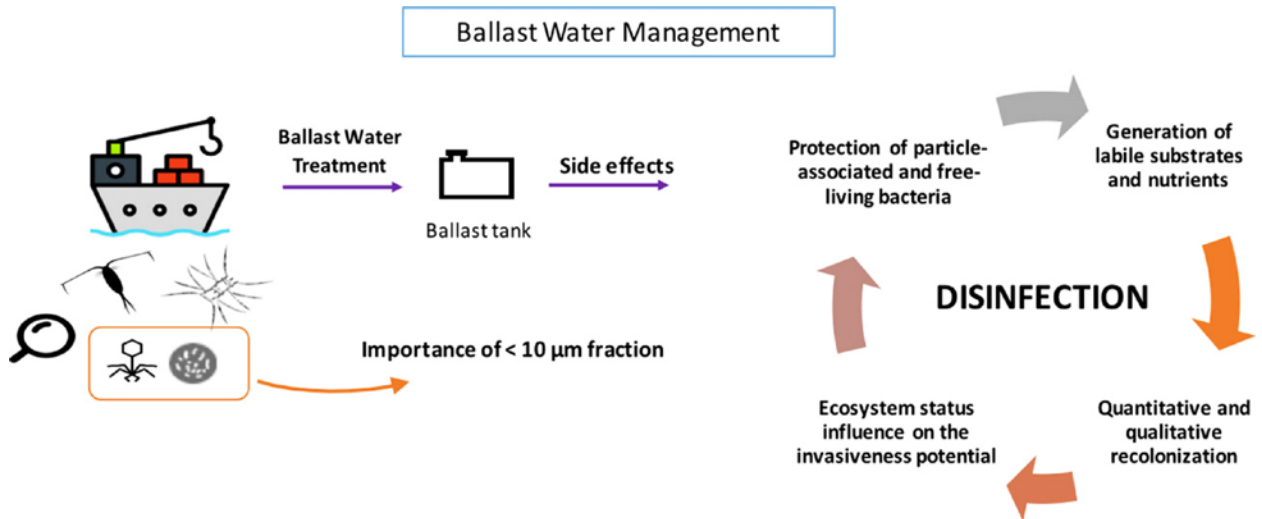 Ballast Water Management
Ballast Water
Treatment
Ballast tank
Side effects
Importance of < 10 µm fraction
Protection of particle-
associated and free-
living bacteria
Generation of
labile substrates
and nutrients
DISINFECTION
Ecosystem status
influence on the
invasiveness potential
Quantitative and
qualitative
recolonization